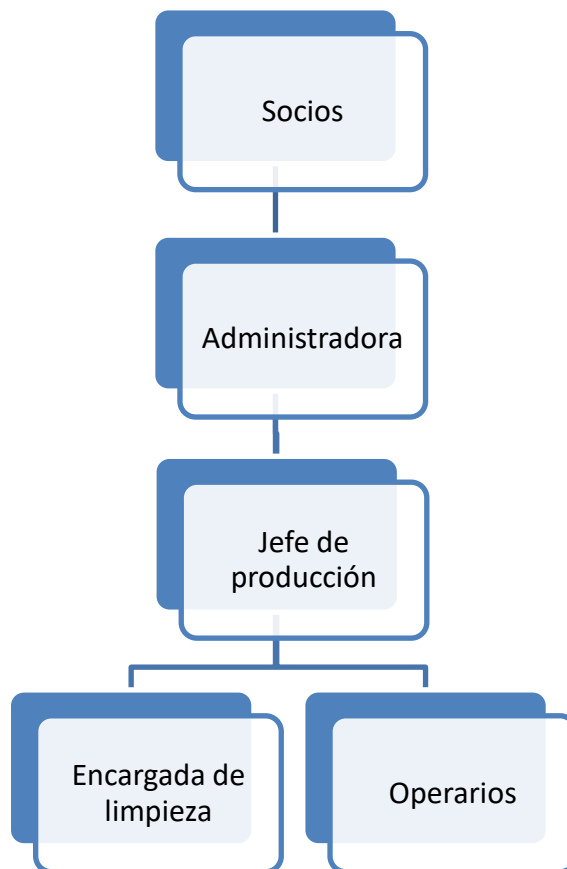 Socios
Administradora
Jefe de
producción
Encargada de
limpieza
Operarios